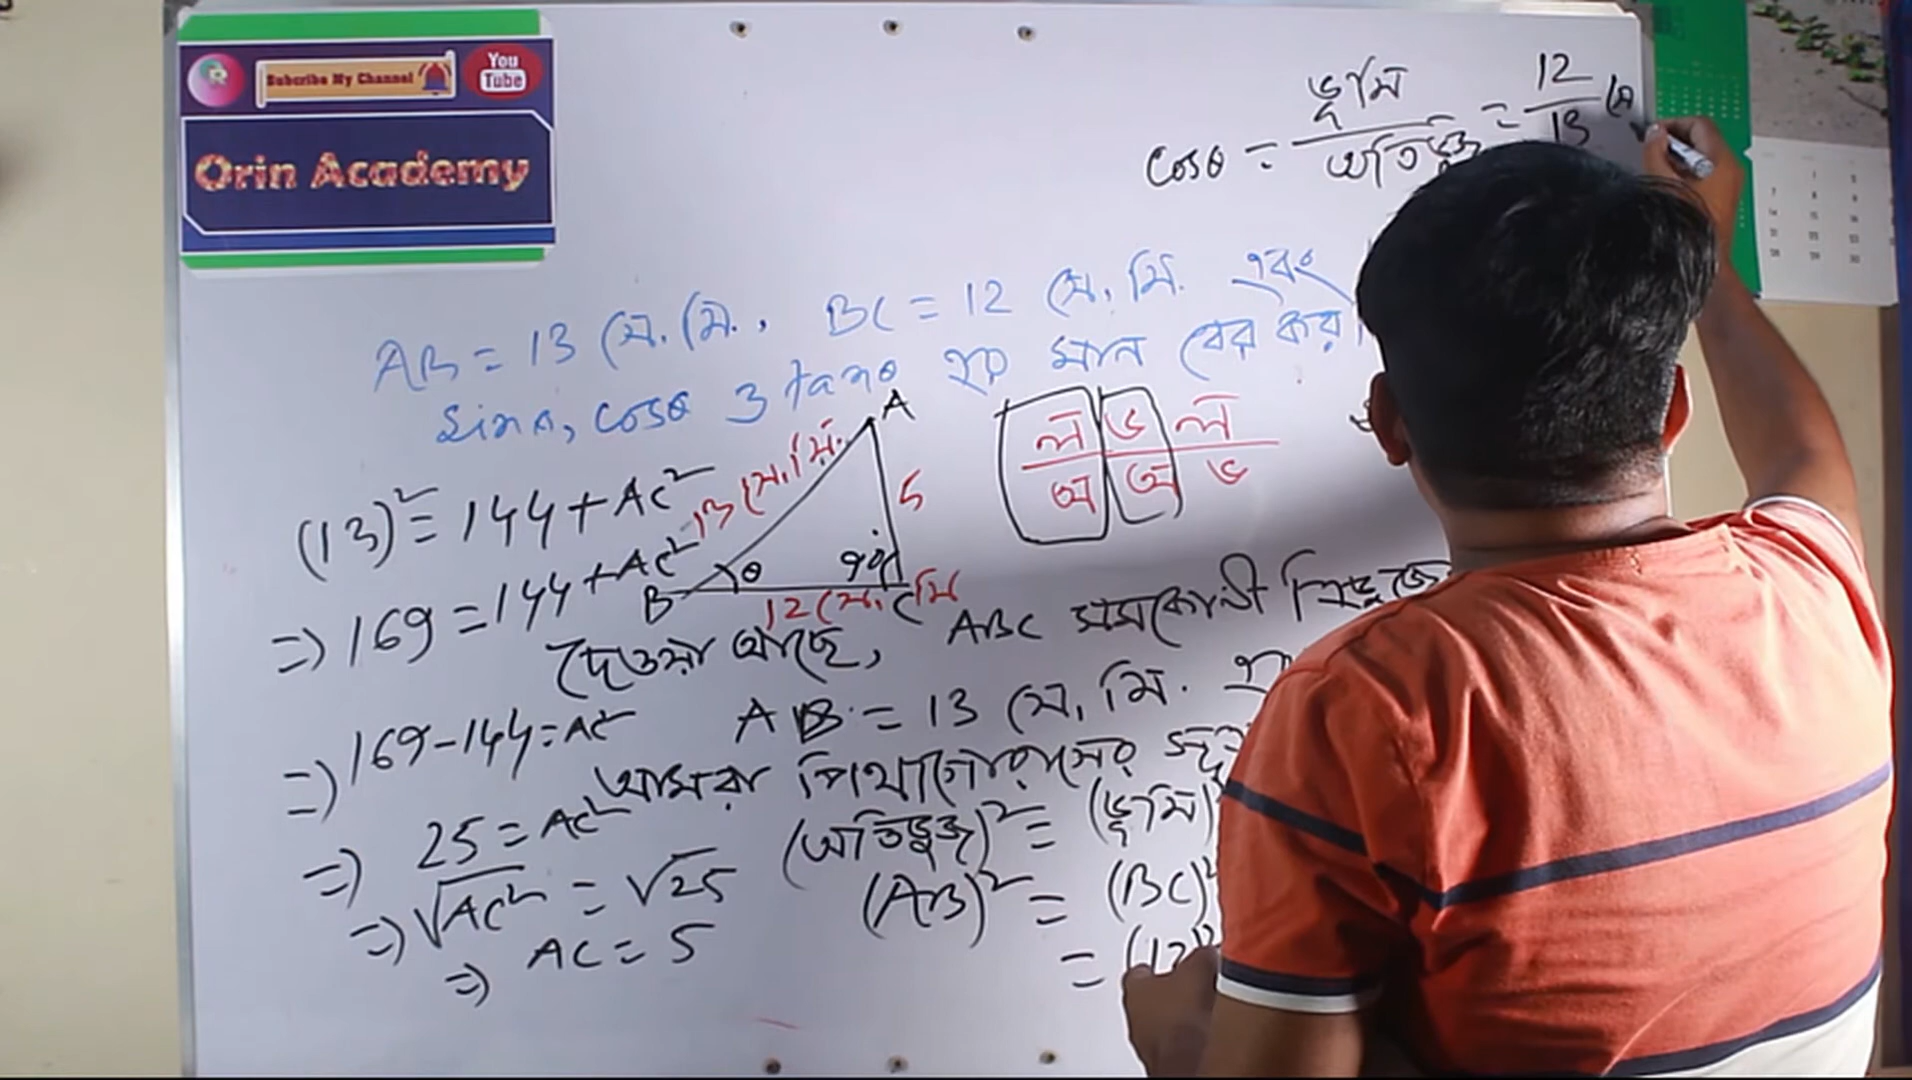 Subcribe My Channel
You
Tube
Orin Academy
cosθ = ভূমি / অতিভুজ = 12/13
AB = 13 সে.মি., BC = 12 সে.মি. এবং
sinθ, cosθ ও tanθ এর মান বের কর।
A
13 সে.মি.
5
B
θ
90°
C
12 সে.মি
ল ভ ল
অ অ ভ
(13)² = 144 + AC²
=> 169 = 144 + AC²
=> 169 - 144 = AC²
=> 25 = AC²
=> √AC² = √25
=> AC = 5
দেওয়া আছে, ABC সমকোণী
AB = 13 সে.মি.
আমরা পিথাগোরাসের
(অতিভুজ)² = (ভূমি)
(AB)² = (BC)²
= (12)